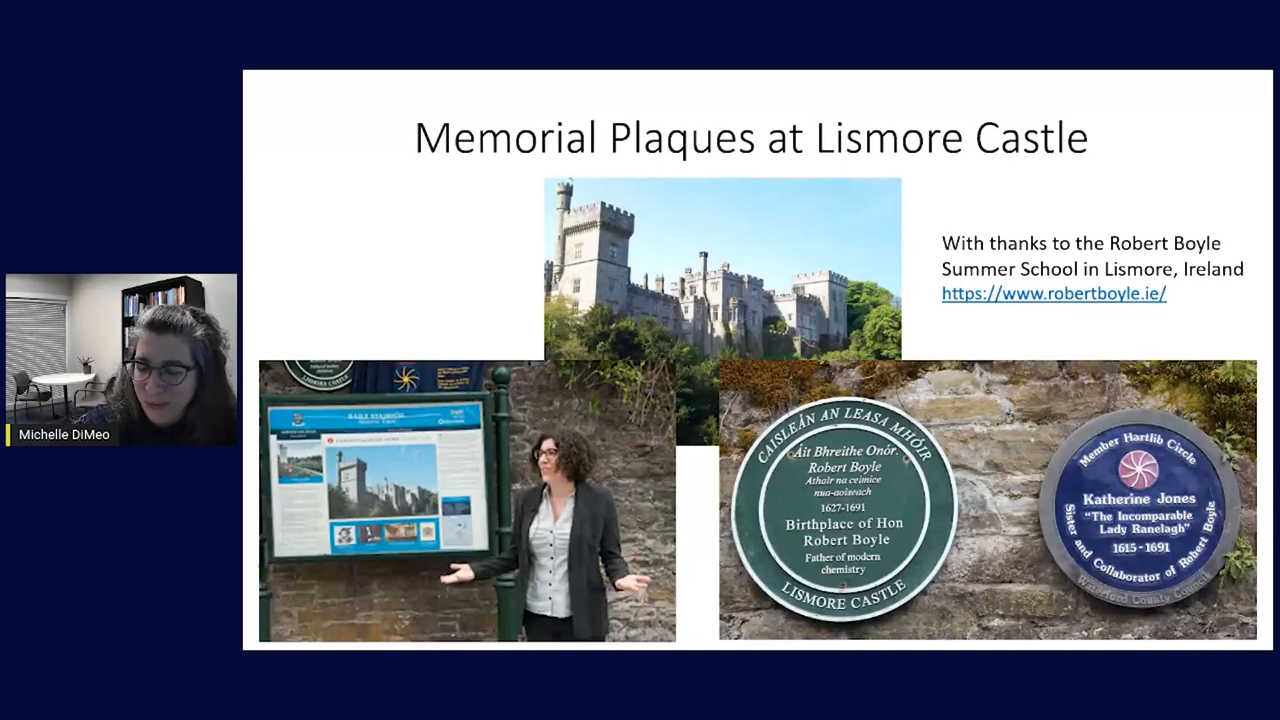 Memorial Plaques at Lismore Castle
With thanks to the Robert Boyle
Summer School in Lismore, Ireland
https://www.robertboyle.ie/
Michelle DiMeo
LISMORE CASTLE
CAISLEÁN AN LEASA MHÓIR
Áit Bhreithe Onór.
Robert Boyle
Athair na ceimice
nua-aoiseach
1627-1691
Birthplace of Hon
Robert Boyle
Father of modern
chemistry
LISMORE CASTLE
Member Hartlib Circle
Katherine Jones
"The Incomparable
Lady Ranelagh"
1615-1691
Sister and Collaborator of Robert Boyle
Waterford County Council